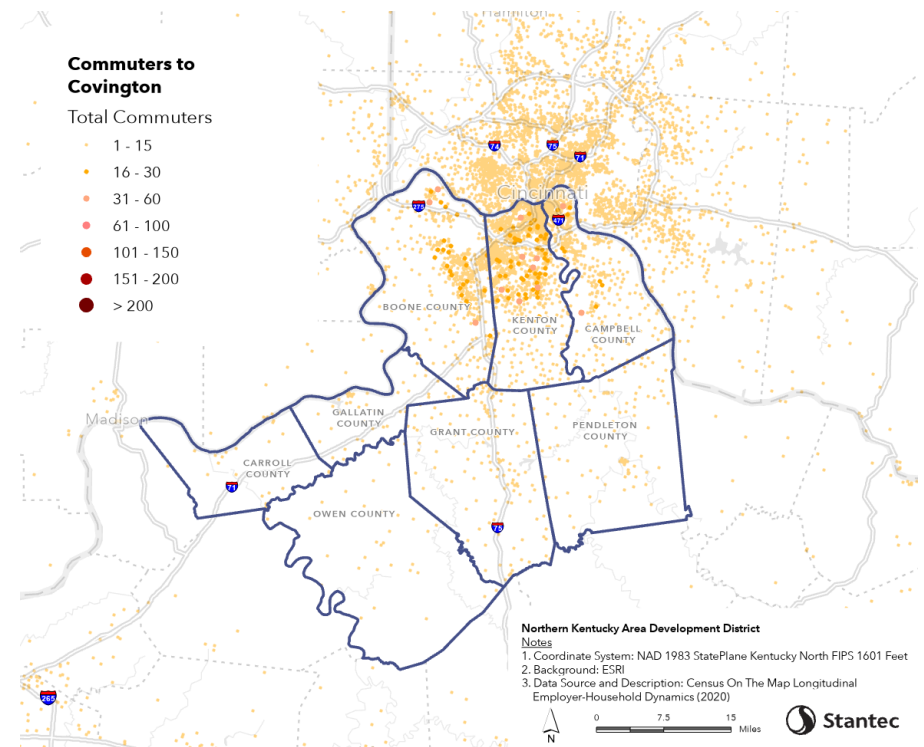 Hamilton
Commuters to
Covington
Total Commuters
1 - 15
16 - 30
31 - 60
61 - 100
101 - 150
151 - 200
> 200
74
75
71
Cincinnati
275
471
BOONE COUNTY
KENTON
COUNTY
CAMPBELL
COUNTY
Madison
GALLATIN
COUNTY
GRANT COUNTY
PENDLETON
COUNTY
CARROLL
COUNTY
71
OWEN COUNTY
75
265
Northern Kentucky Area Development District
Notes
1. Coordinate System: NAD 1983 StatePlane Kentucky North FIPS 1601 Feet
2. Background: ESRI
3. Data Source and Description: Census On The Map Longitudinal
Employer-Household Dynamics (2020)
N
0 7.5 15
Miles
Stantec